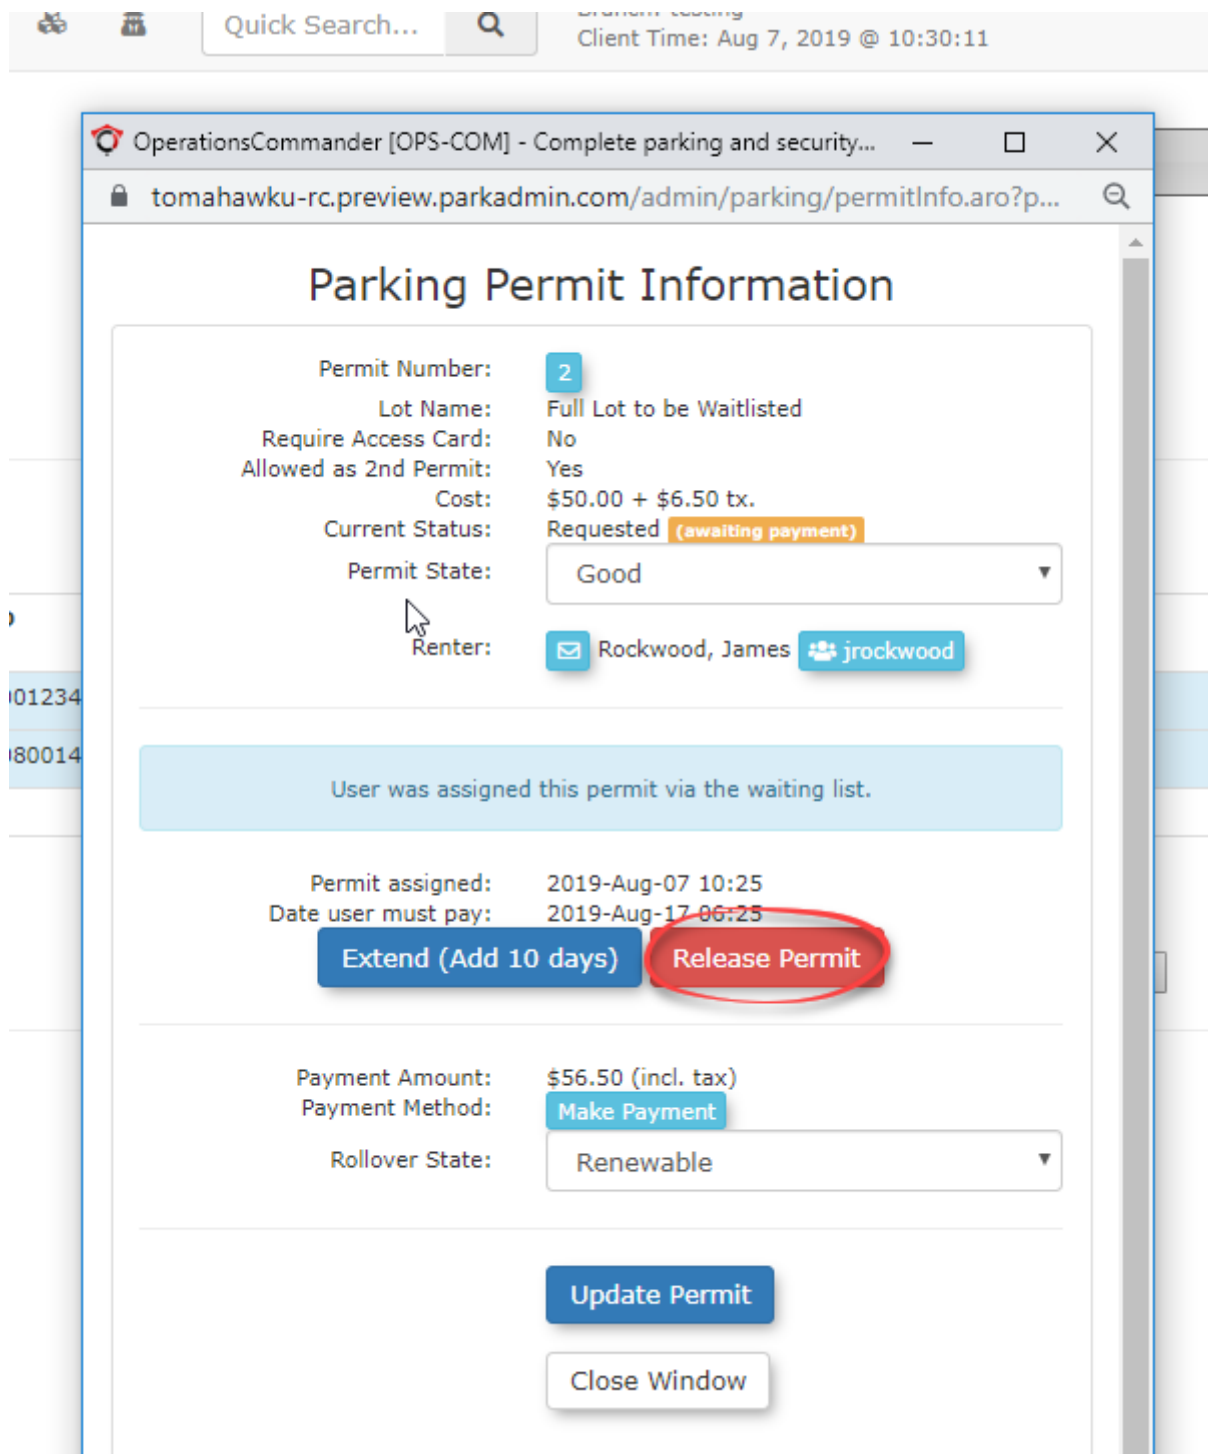 Quick Search...
Client Time: Aug 7, 2019 @ 10:30:11
OperationsCommander [OPS-COM] - Complete parking and security...
tomahawku-rc.preview.parkadmin.com/admin/parking/permitInfo.aro?p...
Parking Permit Information
Permit Number: 2
Lot Name: Full Lot to be Waitlisted
Require Access Card: No
Allowed as 2nd Permit: Yes
Cost: $50.00 + $6.50 tx.
Current Status: Requested (awaiting payment)
Permit State: Good
Renter: Rockwood, James jrockwood
001234
080014
User was assigned this permit via the waiting list.
Permit assigned: 2019-Aug-07 10:25
Date user must pay: 2019-Aug-17 06:25
Extend (Add 10 days) Release Permit
Payment Amount: $56.50 (incl. tax)
Payment Method: Make Payment
Rollover State: Renewable
Update Permit
Close Window